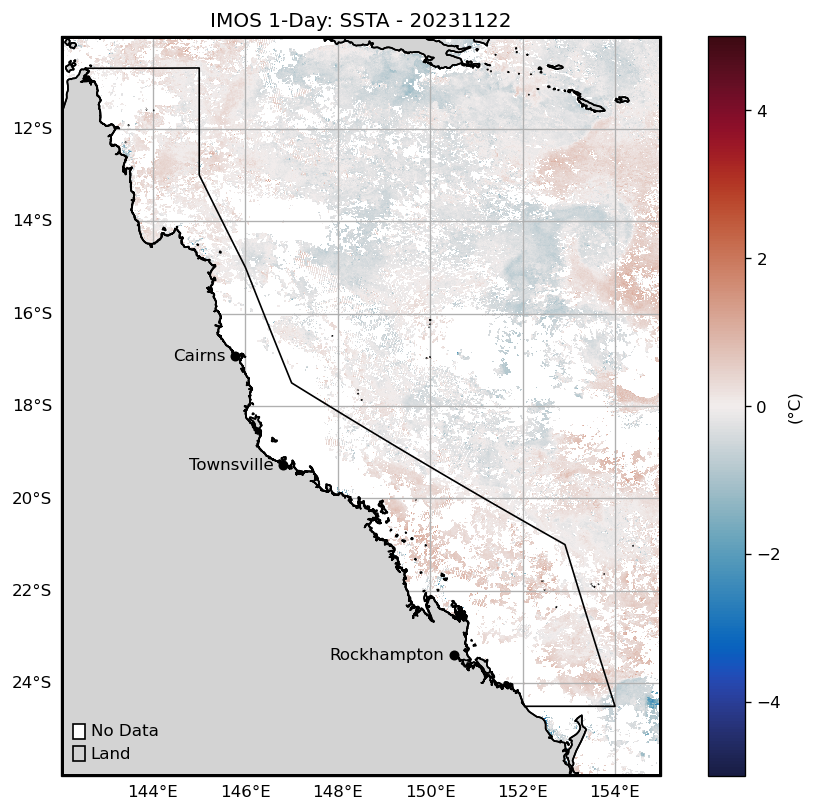 IMOS 1-Day: SSTA - 20231122
12°S
14°S
16°S
18°S
20°S
22°S
24°S
Cairns
Townsville
Rockhampton
No Data
Land
144°E
146°E
148°E
150°E
152°E
154°E
4
2
0
−2
−4
(°C)